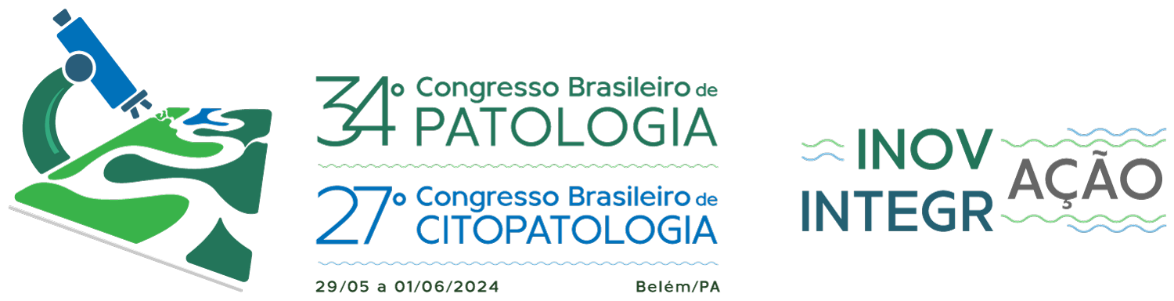 34º Congresso Brasileiro de
PATOLOGIA
27º Congresso Brasileiro de
CITOPATOLOGIA
29/05 a 01/06/2024 Belém/PA
INOV
INTEGR
AÇÃO